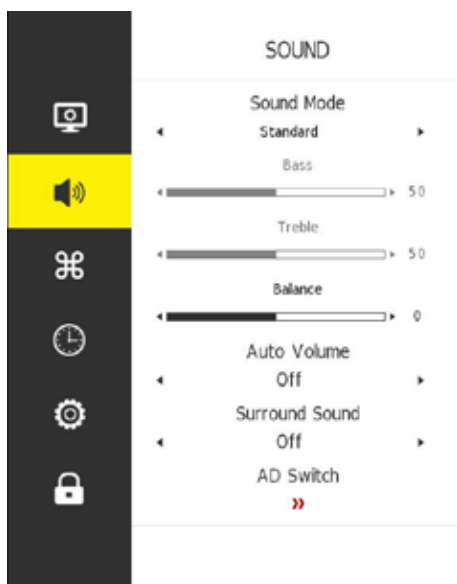 SOUND
Sound Mode
Standard
Bass
50
Treble
50
Balance
0
Auto Volume
Off
Surround Sound
Off
AD Switch